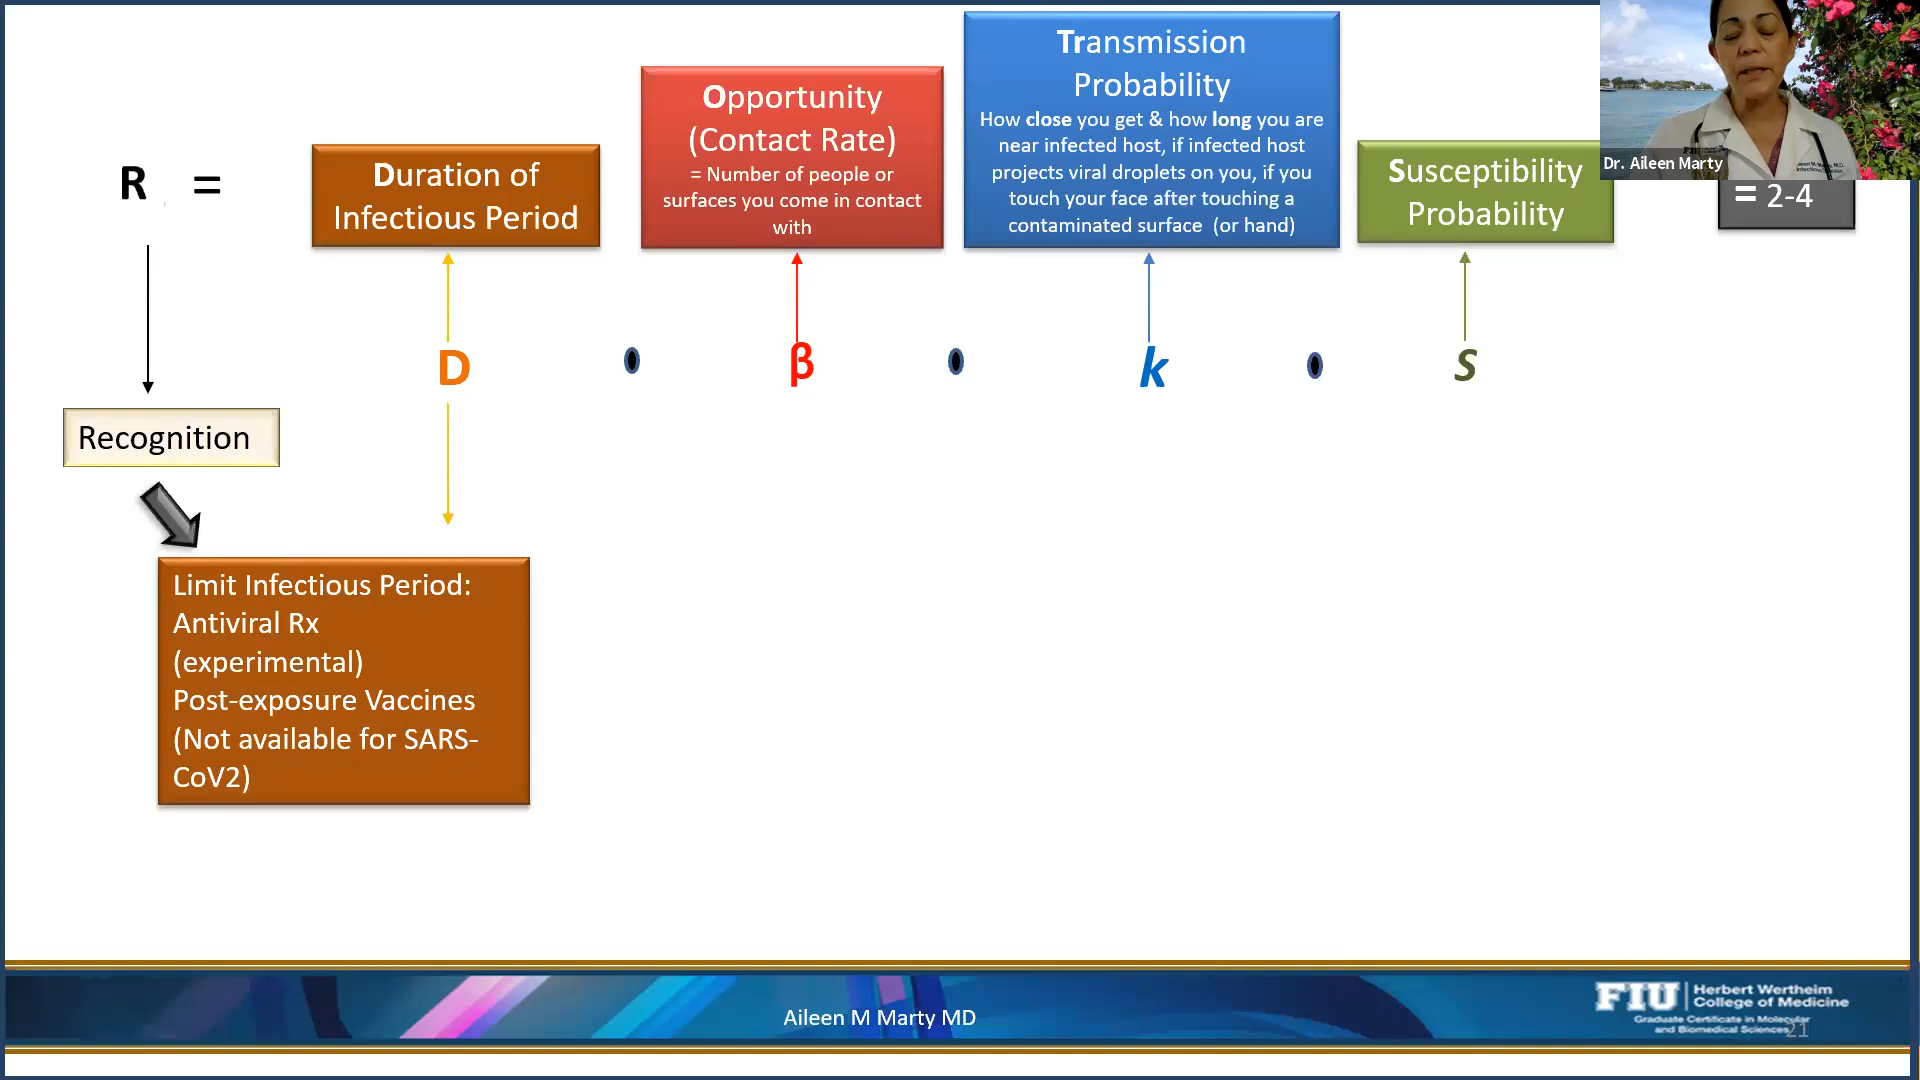 R =
Duration of
Infectious Period
Opportunity
(Contact Rate)
= Number of people or
surfaces you come in contact
with
Transmission
Probability
How close you get & how long you are
near infected host, if infected host
projects viral droplets on you, if you
touch your face after touching a
contaminated surface (or hand)
Susceptibility
Probability
Dr. Aileen Marty
= 2-4
D
β
k
S
Recognition
Limit Infectious Period:
Antiviral Rx
(experimental)
Post-exposure Vaccines
(Not available for SARS-
CoV2)
Aileen M Marty MD
FIU
Herbert Wertheim
College of Medicine
Graduate Certificate in Molecular
and Biomedical Sciences
21